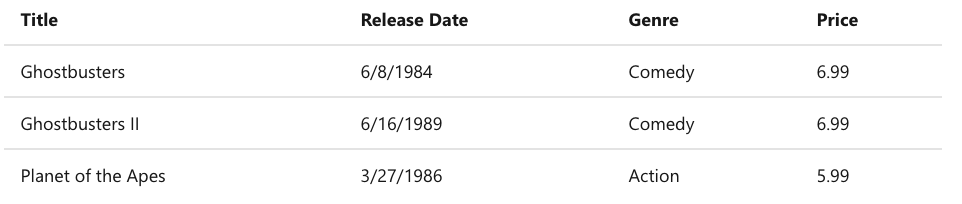 Title Release Date Genre Price
Ghostbusters 6/8/1984 Comedy 6.99
Ghostbusters II 6/16/1989 Comedy 6.99
Planet of the Apes 3/27/1986 Action 5.99